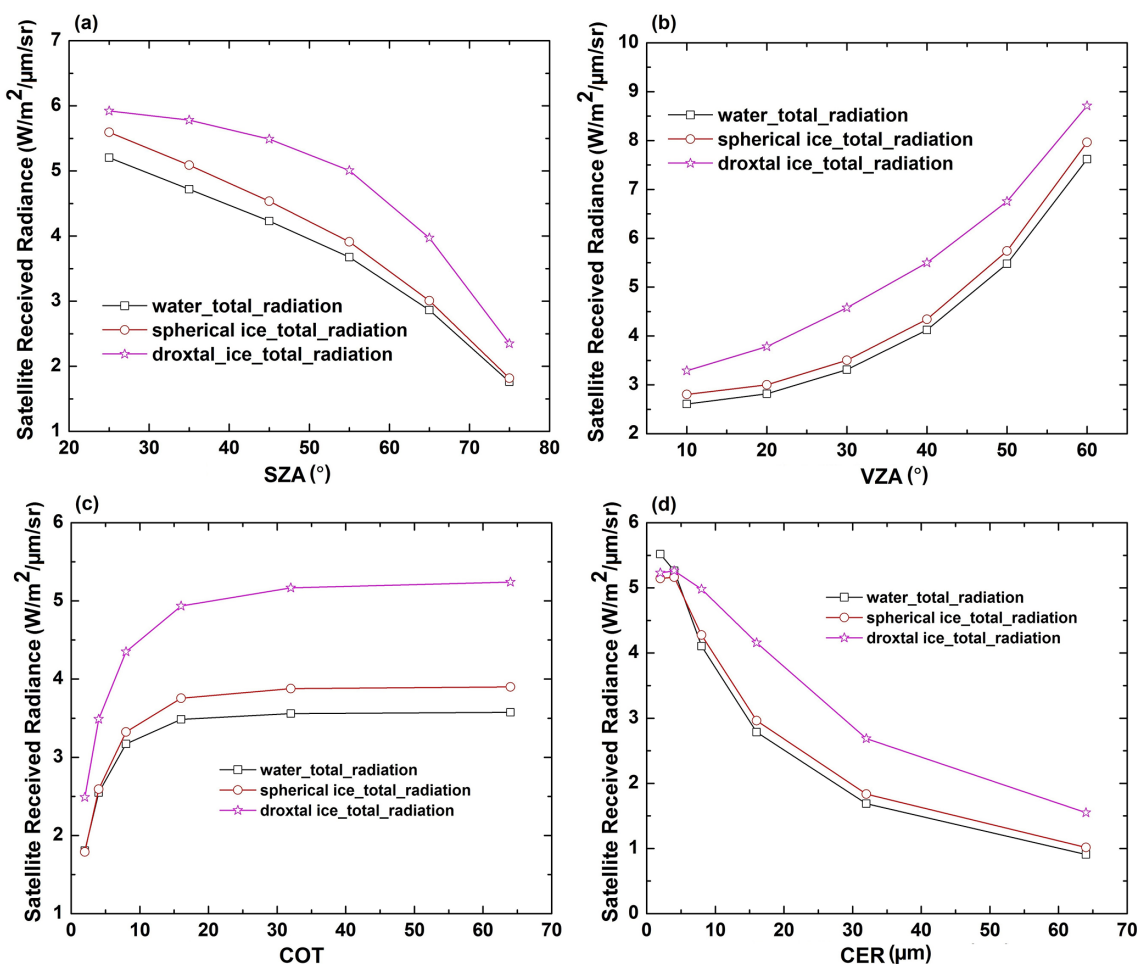 (a)
Satellite Received Radiance (W/m²/μm/sr)
7
6
5
4
3
2
1
water_total_radiation
spherical ice_total_radiation
droxtal_ice_total_radiation
20 30 40 50 60 70 80
SZA (°)
(b)
Satellite Received Radiance (W/m²/μm/sr)
10
9
8
7
6
5
4
3
2
water_total_radiation
spherical ice_total_radiation
droxtal ice_total_radiation
10 20 30 40 50 60
VZA (°)
(c)
Satellite Received Radiance (W/m²/μm/sr)
6
5
4
3
2
1
water_total_radiation
spherical ice_total_radiation
droxtal ice_total_radiation
0 10 20 30 40 50 60 70
COT
(d)
Satellite Received Radiance (W/m²/μm/sr)
6
5
4
3
2
1
0
water_total_radiation
spherical ice_total_radiation
droxtal ice_total_radiation
0 10 20 30 40 50 60 70
CER (μm)